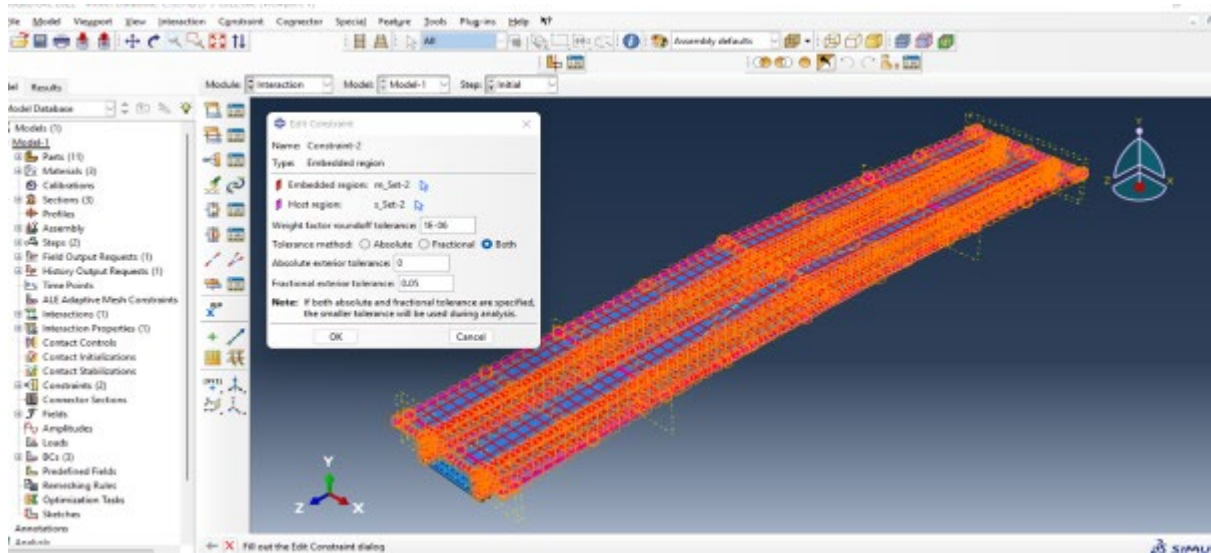 Model Viewport View Interaction Constraint Connector Special Feature Tools Plug-ins Help
All
Assembly defaults
Results
Module: Interaction Model: Model-1 Step: Initial
Model Database
Models (1)
Model-1
Parts (11)
Materials (3)
Calibrations
Sections (3)
Profiles
Assembly
Steps (2)
Field Output Requests (1)
History Output Requests (1)
Time Points
ALE Adaptive Mesh Constraints
Interactions (1)
Interaction Properties (1)
Contact Controls
Contact Initializations
Contact Stabilizations
Constraints (2)
Connector Sections
Fields
Amplitudes
Loads
BCs (3)
Predefined Fields
Remeshing Rules
Optimization Tasks
Sketches
Annotations
Analysis
Edit Constraint
Name: Constraint-2
Type: Embedded region
Embedded region: m_Set-2
Host region: s_Set-2
Weight factor roundoff tolerance: 1E-06
Tolerance method: Absolute Fractional Both
Absolute exterior tolerance: 0
Fractional exterior tolerance: 0.05
Note: If both absolute and fractional tolerance are specified,
the smaller tolerance will be used during analysis.
OK Cancel
Y
Z X
Y
Z X
Fill out the Edit Constraint dialog